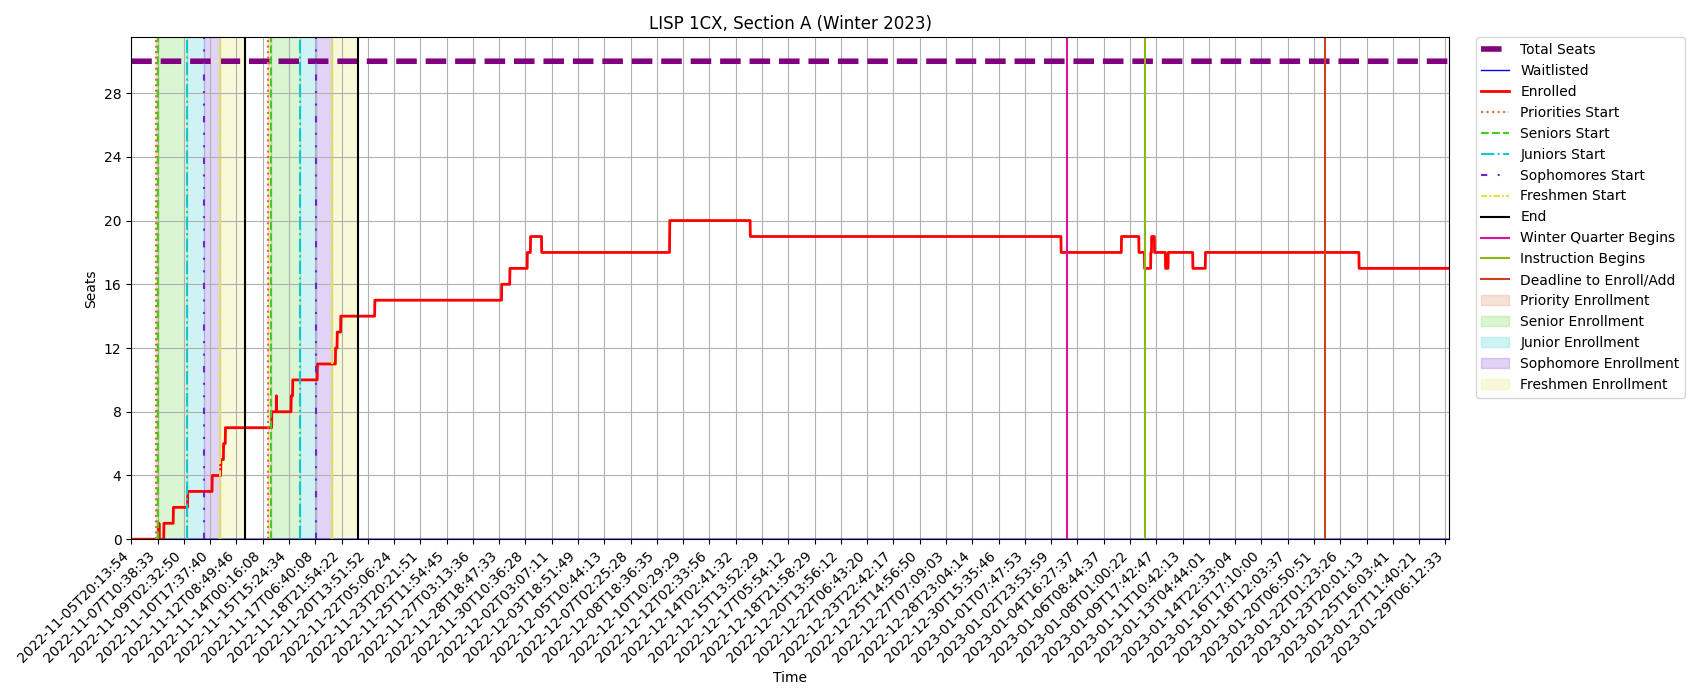 LISP 1CX, Section A (Winter 2023)
Seats
28
24
20
16
12
8
4
0
2022-11-05T20:13:54
2022-11-07T10:38:33
2022-11-09T02:32:50
2022-11-10T17:37:40
2022-11-12T08:49:46
2022-11-14T00:16:08
2022-11-15T15:24:34
2022-11-17T06:40:08
2022-11-18T21:54:22
2022-11-20T13:51:52
2022-11-22T05:06:24
2022-11-23T20:21:51
2022-11-25T11:54:45
2022-11-27T03:13:36
2022-11-28T18:47:33
2022-11-30T10:36:28
2022-12-02T03:07:11
2022-12-03T18:51:49
2022-12-05T10:44:13
2022-12-07T02:25:28
2022-12-08T18:36:35
2022-12-10T10:29:29
2022-12-12T02:33:56
2022-12-14T02:41:32
2022-12-15T13:52:29
2022-12-17T05:54:12
2022-12-18T21:58:29
2022-12-20T13:56:12
2022-12-22T06:43:20
2022-12-23T22:42:17
2022-12-25T14:56:50
2022-12-27T07:09:03
2022-12-28T23:04:14
2022-12-30T15:35:46
2023-01-01T07:47:53
2023-01-02T23:53:59
2023-01-04T16:27:37
2023-01-06T08:44:37
2023-01-08T01:00:22
2023-01-09T17:42:47
2023-01-11T10:42:13
2023-01-13T04:44:01
2023-01-14T22:33:04
2023-01-16T17:10:00
2023-01-18T12:03:37
2023-01-20T06:50:51
2023-01-22T01:23:26
2023-01-23T20:01:13
2023-01-25T16:03:41
2023-01-27T11:40:21
2023-01-29T06:12:33
Time
Total Seats
Waitlisted
Enrolled
Priorities Start
Seniors Start
Juniors Start
Sophomores Start
Freshmen Start
End
Winter Quarter Begins
Instruction Begins
Deadline to Enroll/Add
Priority Enrollment
Senior Enrollment
Junior Enrollment
Sophomore Enrollment
Freshmen Enrollment